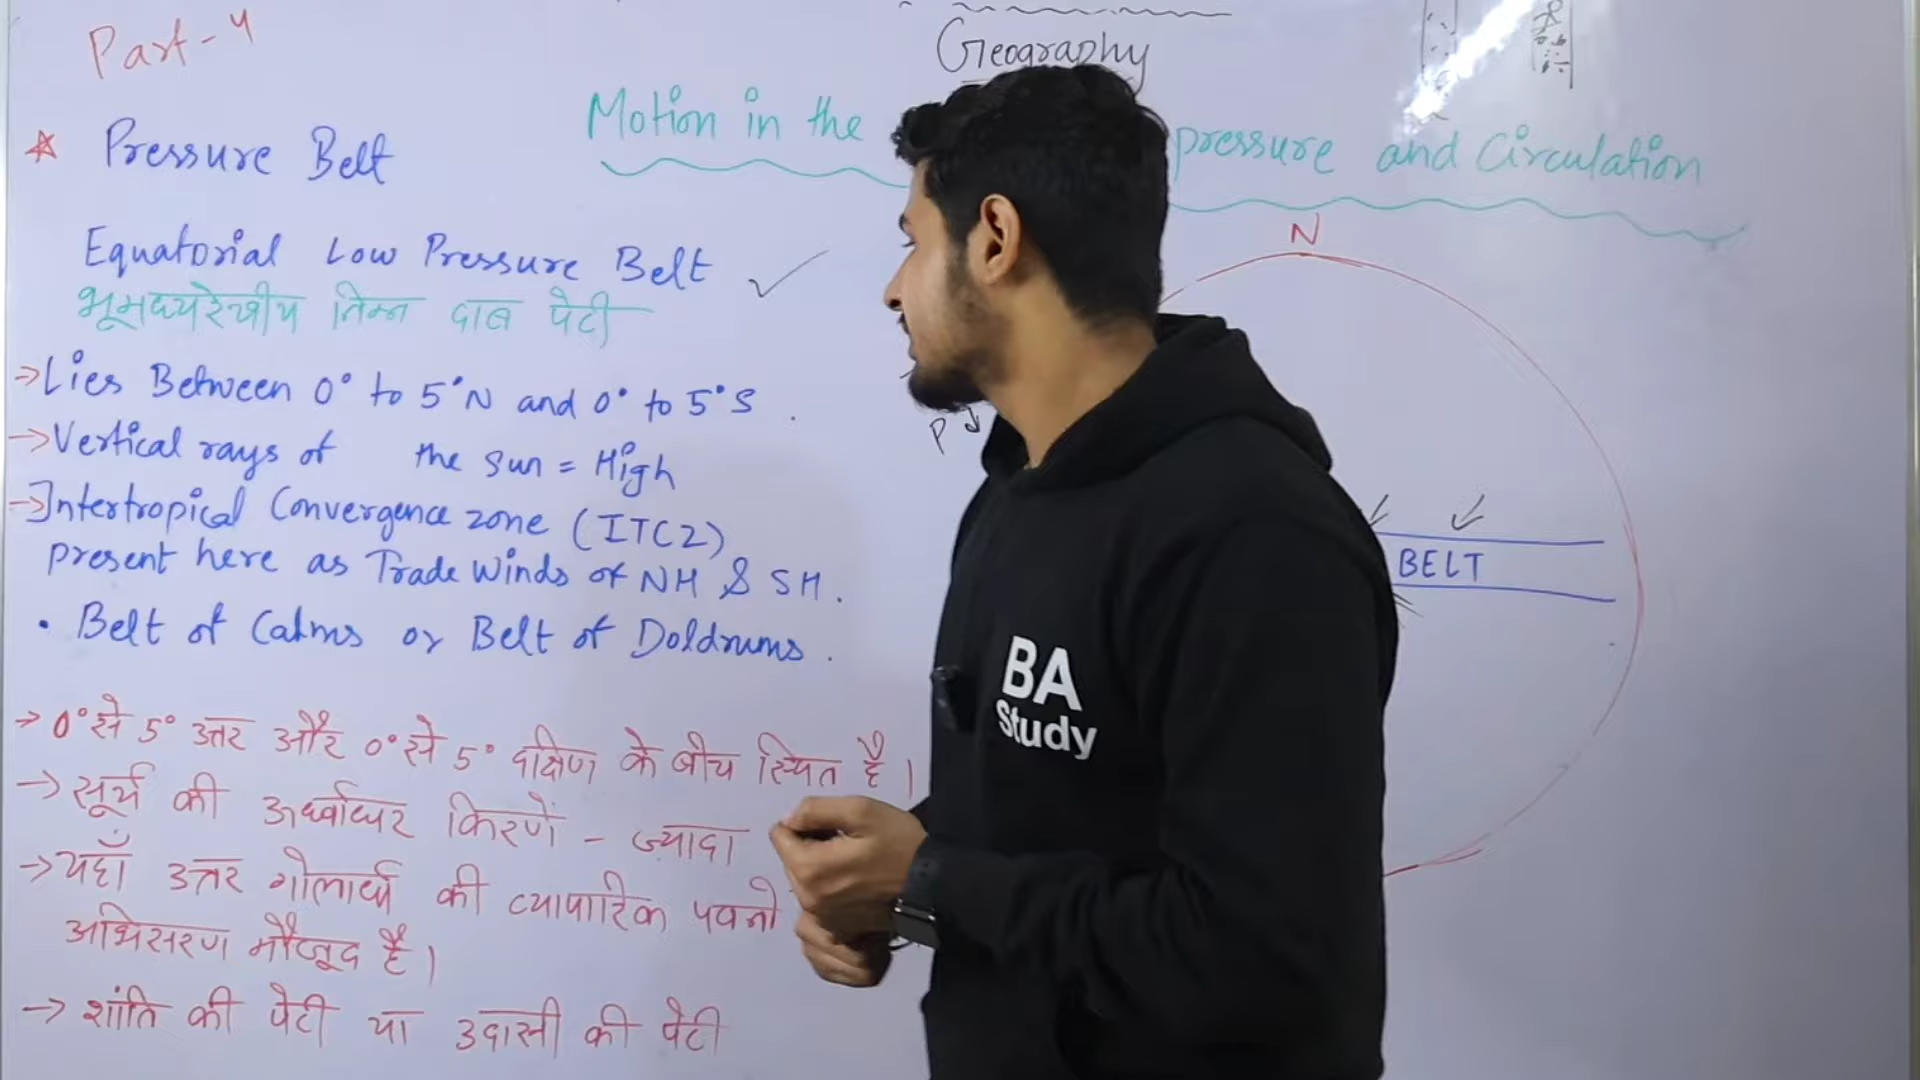 Part-4
Geography
Motion in the pressure and Circulation
Pressure Belt
Equatorial Low Pressure Belt
भूमध्यरेखीय निम्न दाब पेटी
→Lies Between 0° to 5°N and 0° to 5°S .
→Vertical rays of the sun = High
→Intertropical Convergence zone (ITCZ)
present here as Trade Winds of NH & SH.
• Belt of Calms or Belt of Doldrums.
→ 0° से 5° उत्तर और 0° से 5° दक्षिण के बीच स्थित है।
→ सूर्य की ऊर्ध्वाधर किरणें - ज्यादा
→ यहाँ उत्तर गोलार्ध की व्यापारिक पवनों
अभिसरण मौजूद है।
→ शांति की पेटी या उदासी की पेटी
N
P↓
BELT
BA
Study